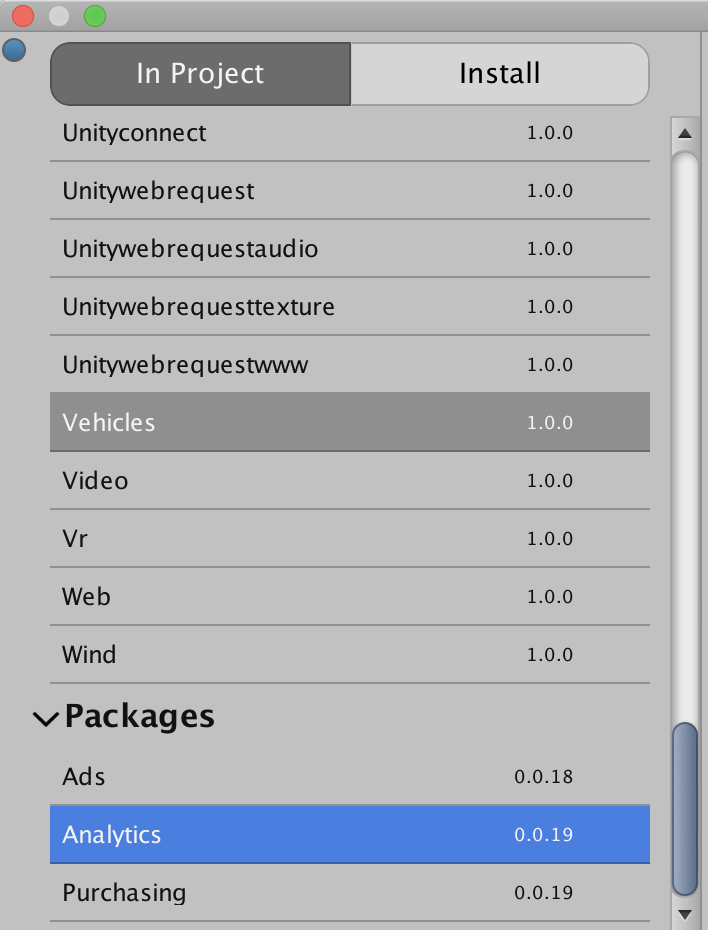 In Project Install
Unityconnect 1.0.0
Unitywebrequest 1.0.0
Unitywebrequestaudio 1.0.0
Unitywebrequesttexture 1.0.0
Unitywebrequestwww 1.0.0
Vehicles 1.0.0
Video 1.0.0
Vr 1.0.0
Web 1.0.0
Wind 1.0.0
Packages
Ads 0.0.18
Analytics 0.0.19
Purchasing 0.0.19